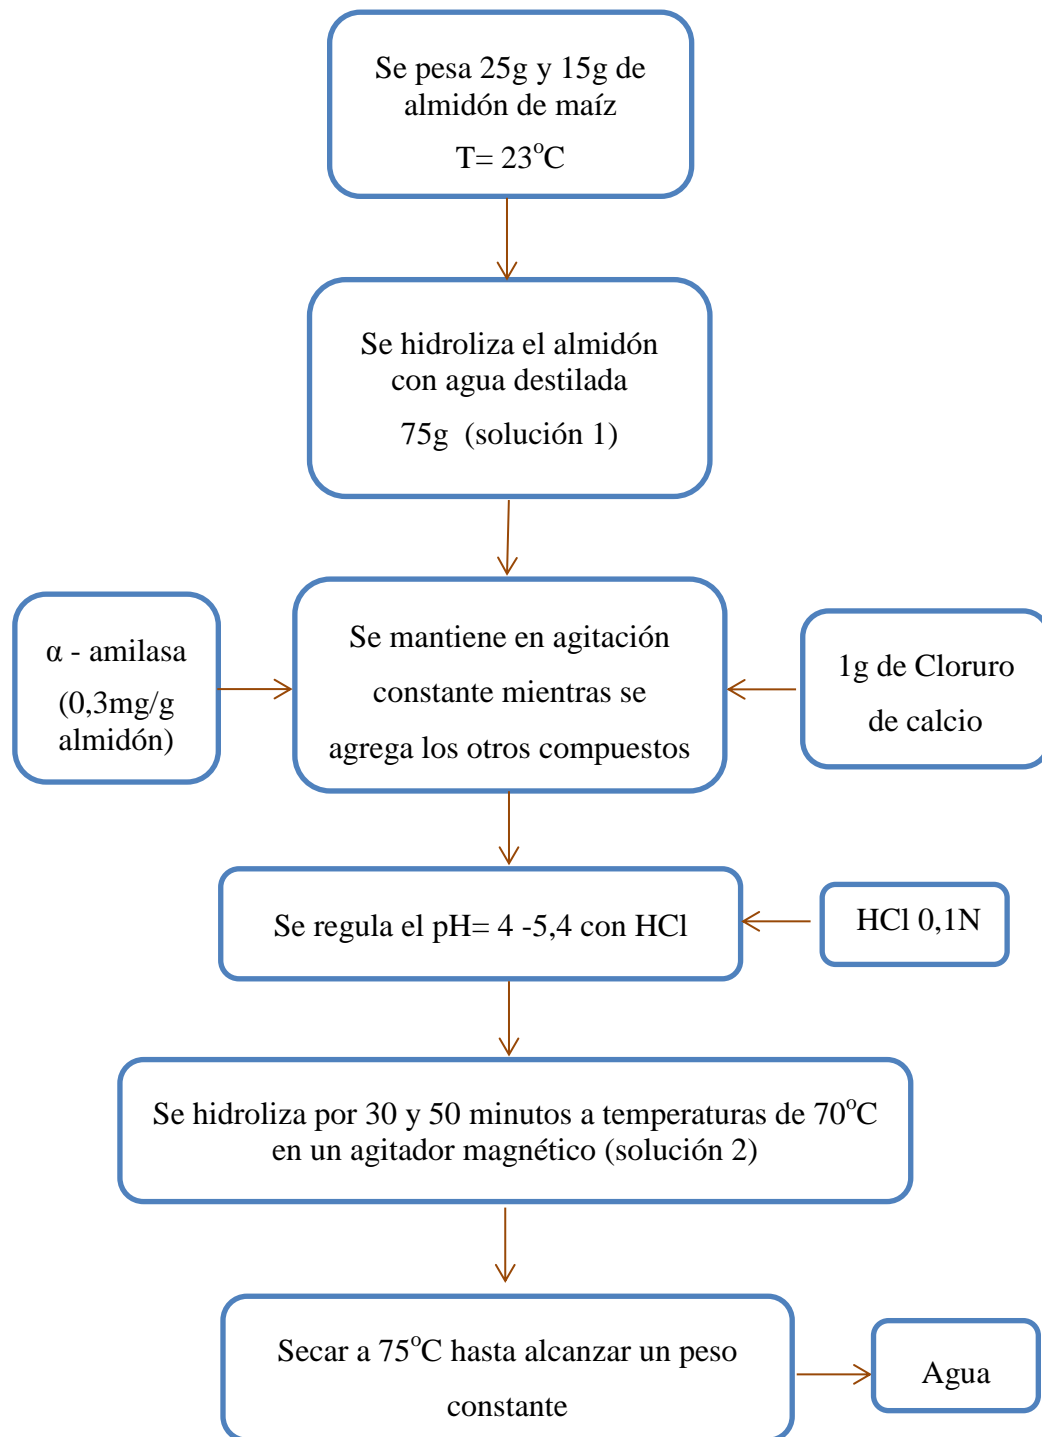 Se pesa 25g y 15g de
almidón de maíz
T= 23°C
Se hidroliza el almidón
con agua destilada
75g (solución 1)
α - amilasa
(0,3mg/g
almidón)
Se mantiene en agitación
constante mientras se
agrega los otros compuestos
1g de Cloruro
de calcio
Se regula el pH= 4 -5,4 con HCl
HCl 0,1N
Se hidroliza por 30 y 50 minutos a temperaturas de 70°C
en un agitador magnético (solución 2)
Secar a 75°C hasta alcanzar un peso
constante
Agua